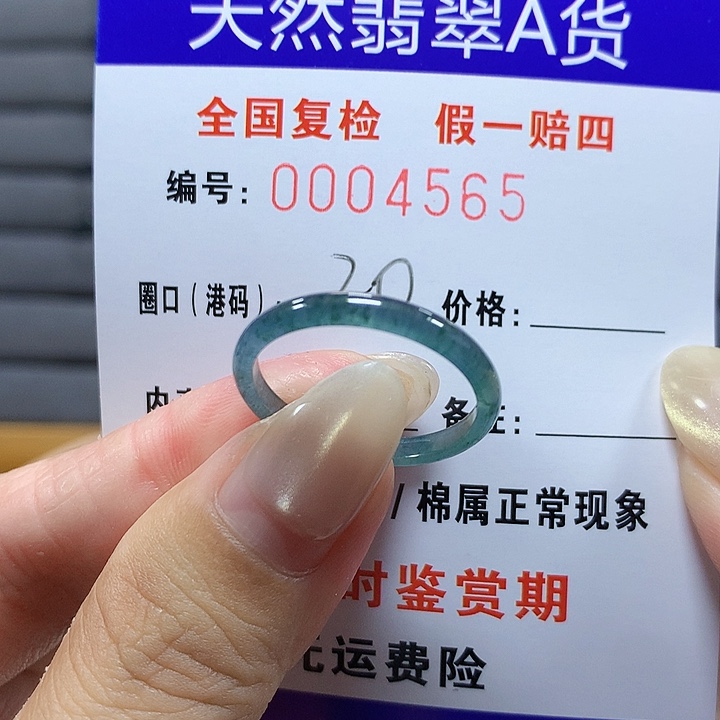 天然翡翠A货
全国复检 假一赔四
编号: 0004565
圈口（港码）: 20 价格:
内
备注:
/ 棉属正常现象
时鉴赏期
运费险